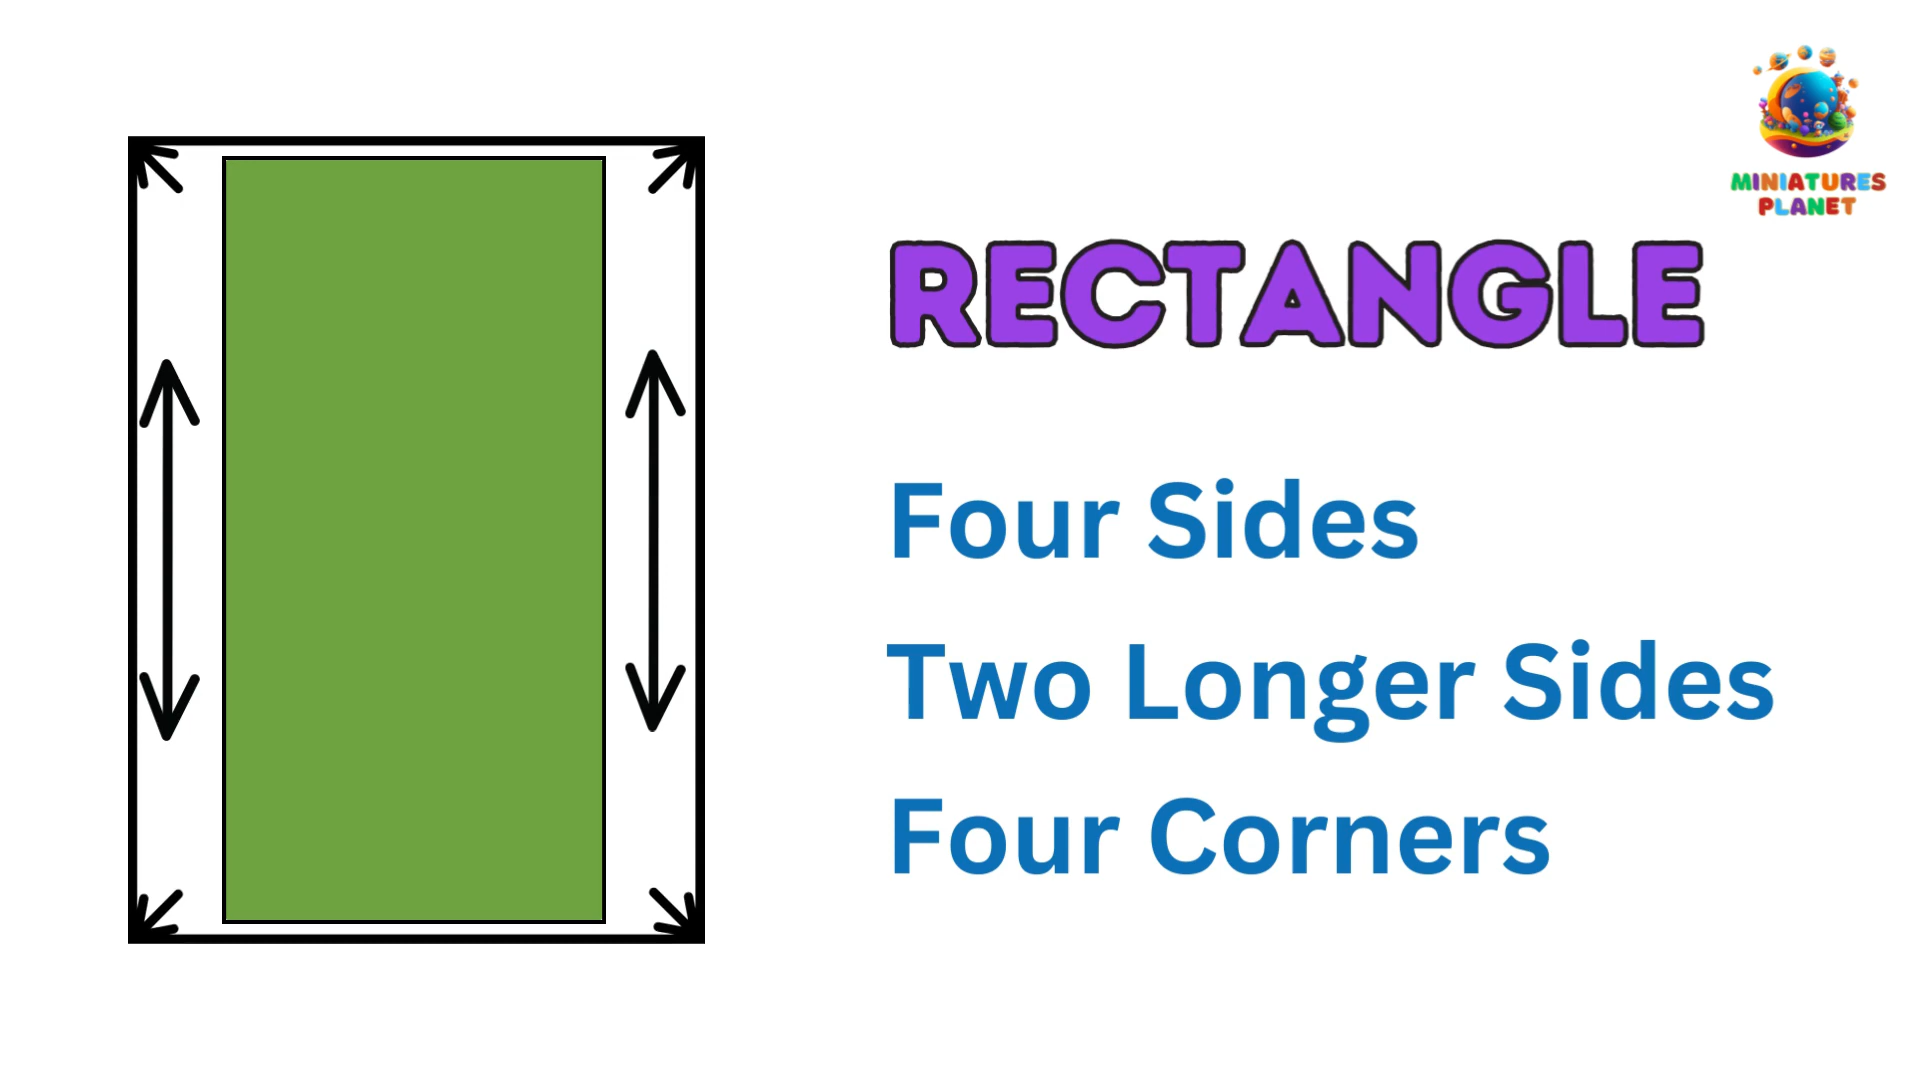 MINIATURES
PLANET
RECTANGLE
Four Sides
Two Longer Sides
Four Corners